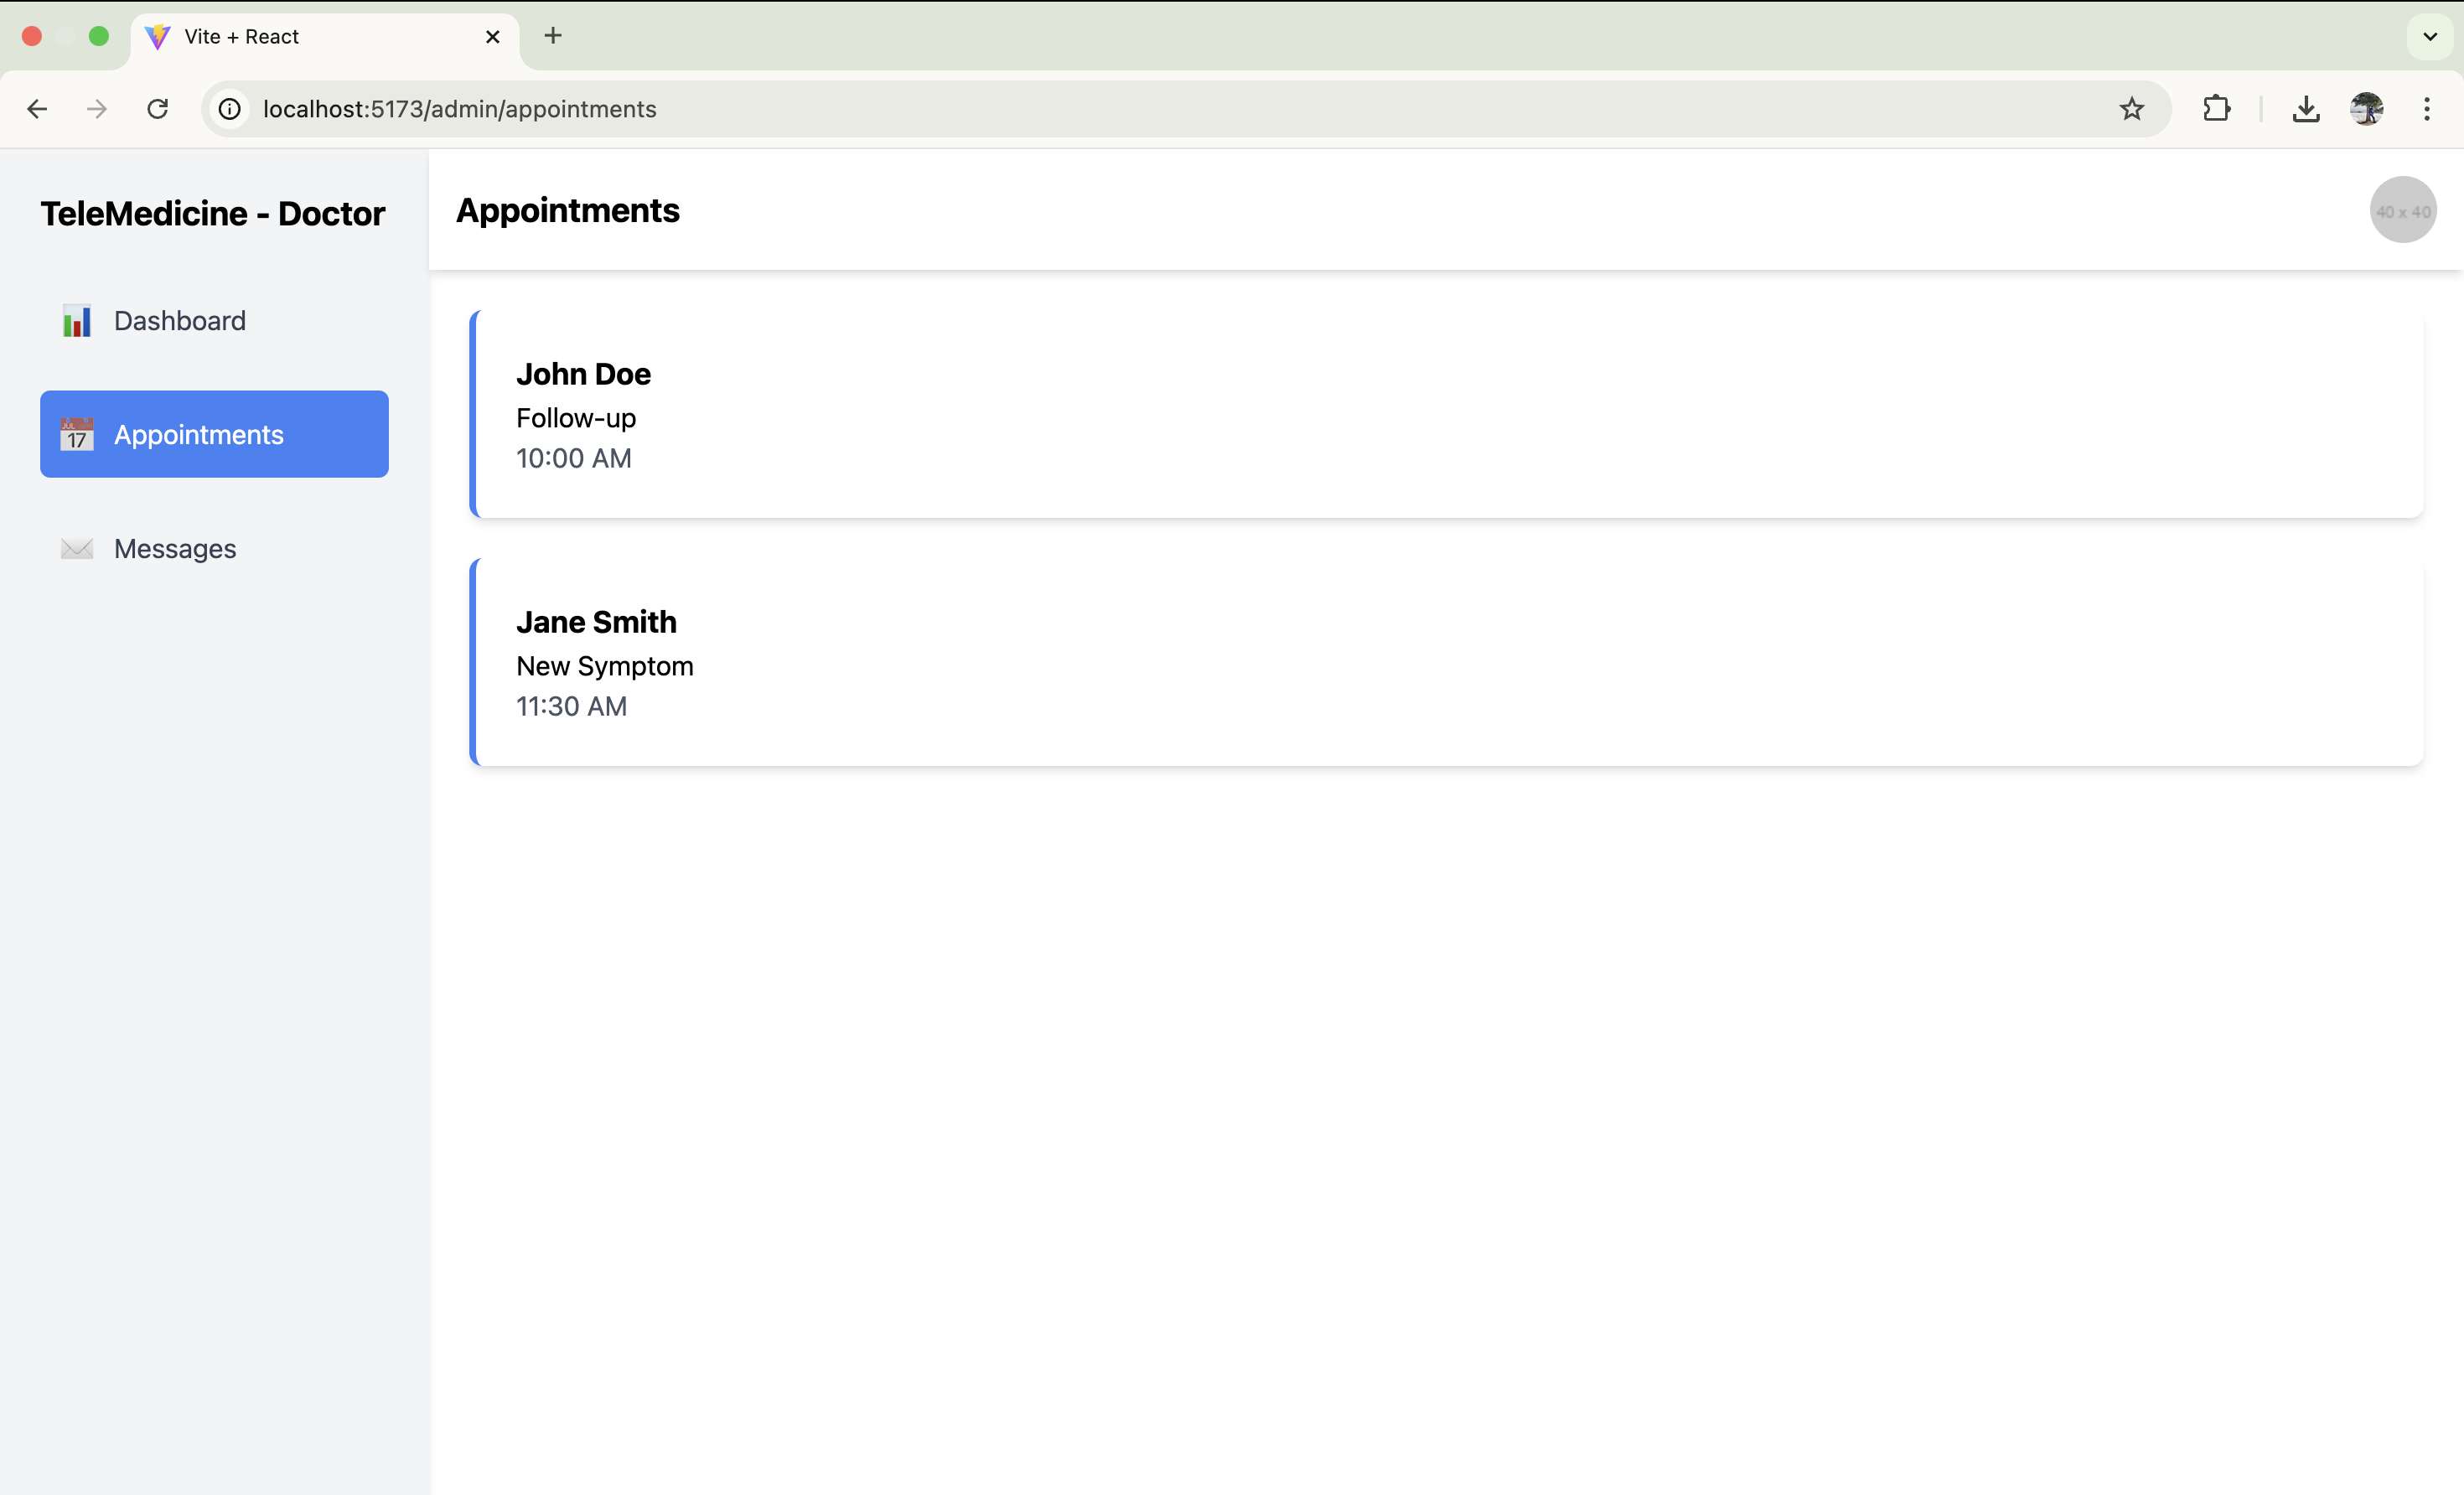 Vite + React
localhost:5173/admin/appointments
TeleMedicine - Doctor
Appointments
40 x 40
Dashboard
JUL
17
Appointments
Messages
John Doe
Follow-up
10:00 AM
Jane Smith
New Symptom
11:30 AM